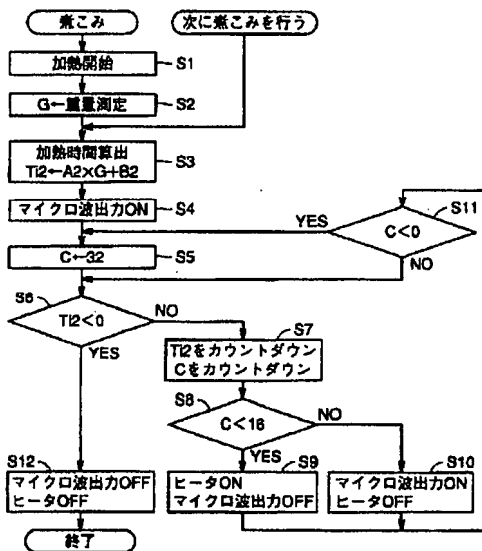 煮こみ
次に煮こみを行う
加熱開始
S1
G←重量測定
S2
加熱時間算出
Ti2←A2×G+B2
S3
マイクロ波出力ON
S4
YES
C<0
S11
NO
C←32
S5
S6
Ti2<0
NO
YES
S7
Ti2をカウントダウン
Cをカウントダウン
S8
C<16
NO
YES
S12
マイクロ波出力OFF
ヒータOFF
S9
ヒータON
マイクロ波出力OFF
S10
マイクロ波出力ON
ヒータOFF
終了